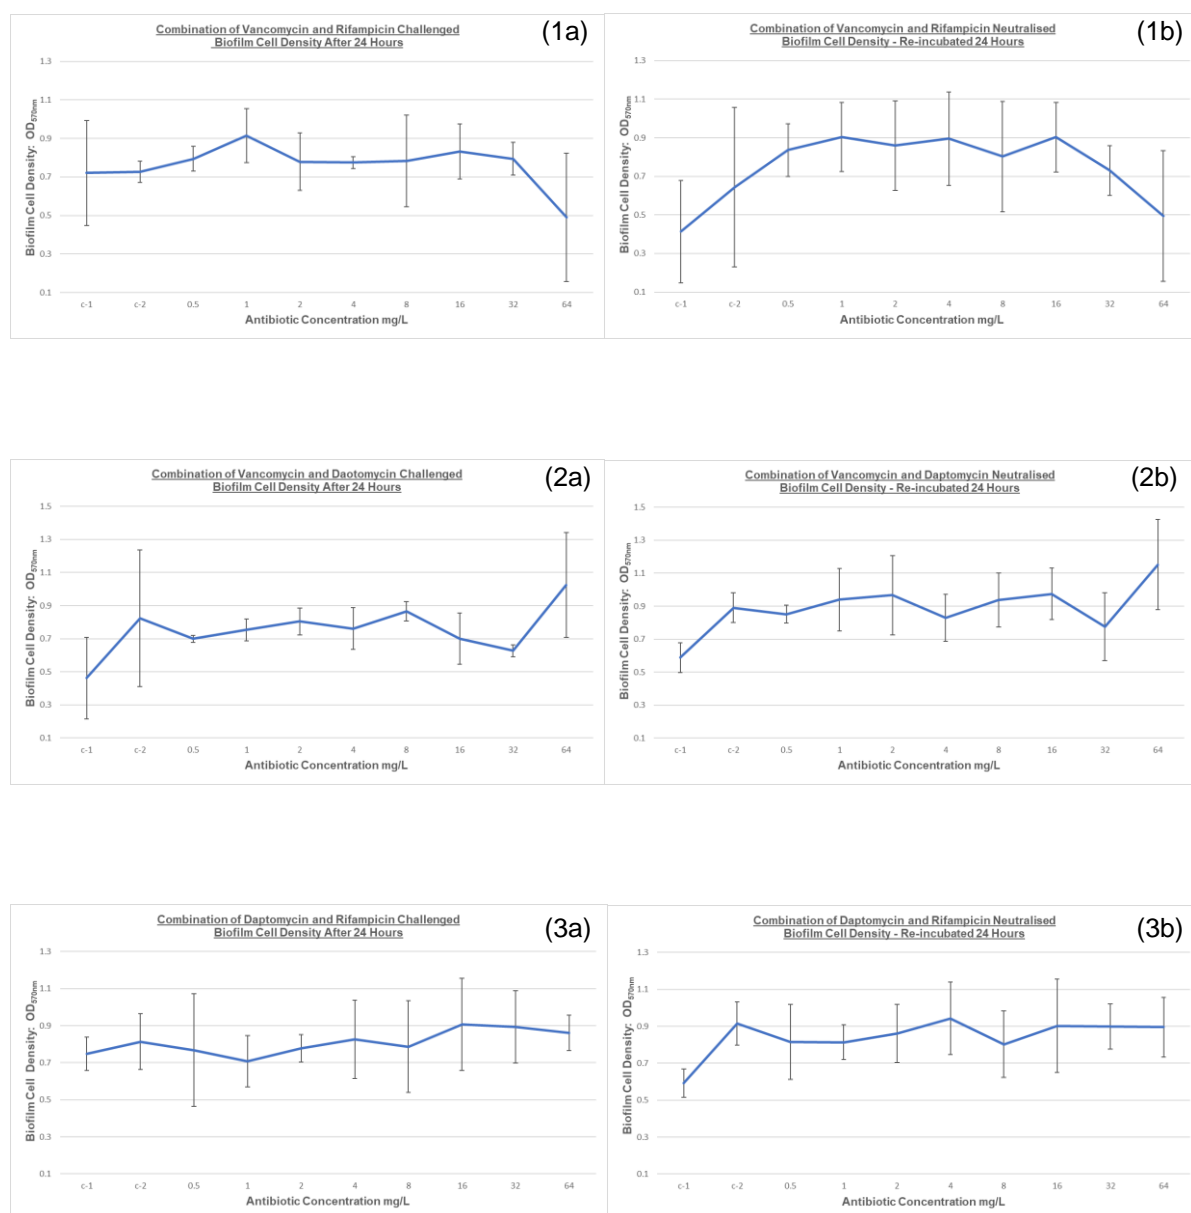 Combination of Vancomycin and Rifampicin Challenged
Biofilm Cell Density After 24 Hours
(1a)
Biofilm Cell Density: OD570nm
1.3
1.1
0.9
0.7
0.5
0.3
0.1
c-1 c-2 0.5 1 2 4 8 16 32 64
Antibiotic Concentration mg/L
Combination of Vancomycin and Rifampicin Neutralised
Biofilm Cell Density - Re-incubated 24 Hours
(1b)
Biofilm Cell Density: OD570nm
1.3
1.1
0.9
0.7
0.5
0.3
0.1
c-1 c-2 0.5 1 2 4 8 16 32 64
Antibiotic Concentration mg/L
Combination of Vancomycin and Daotomycin Challenged
Biofilm Cell Density After 24 Hours
(2a)
Biofilm Cell Density: OD570nm
1.5
1.3
1.1
0.9
0.7
0.5
0.3
0.1
c-1 c-2 0.5 1 2 4 8 16 32 64
Antibiotic Concentration mg/L
Combination of Vancomycin and Daptomycin Neutralised
Biofilm Cell Density - Re-incubated 24 Hours
(2b)
Biofilm Cell Density: OD570nm
1.5
1.3
1.1
0.9
0.7
0.5
0.3
0.1
c-1 c-2 0.5 1 2 4 8 16 32 64
Antibiotic Concentration mg/L
Combination of Daptomycin and Rifampicin Challenged
Biofilm Cell Density After 24 Hours
(3a)
Biofilm Cell Density: OD570nm
1.3
1.1
0.9
0.7
0.5
0.3
0.1
c-1 c-2 0.5 1 2 4 8 16 32 64
Antibiotic Concentration mg/L
Combination of Daptomycin and Rifampicin Neutralised
Biofilm Cell Density - Re-incubated 24 Hours
(3b)
Biofilm Cell Density: OD570nm
1.3
1.1
0.9
0.7
0.5
0.3
0.1
c-1 c-2 0.5 1 2 4 8 16 32 64
Antibiotic Concentration mg/L